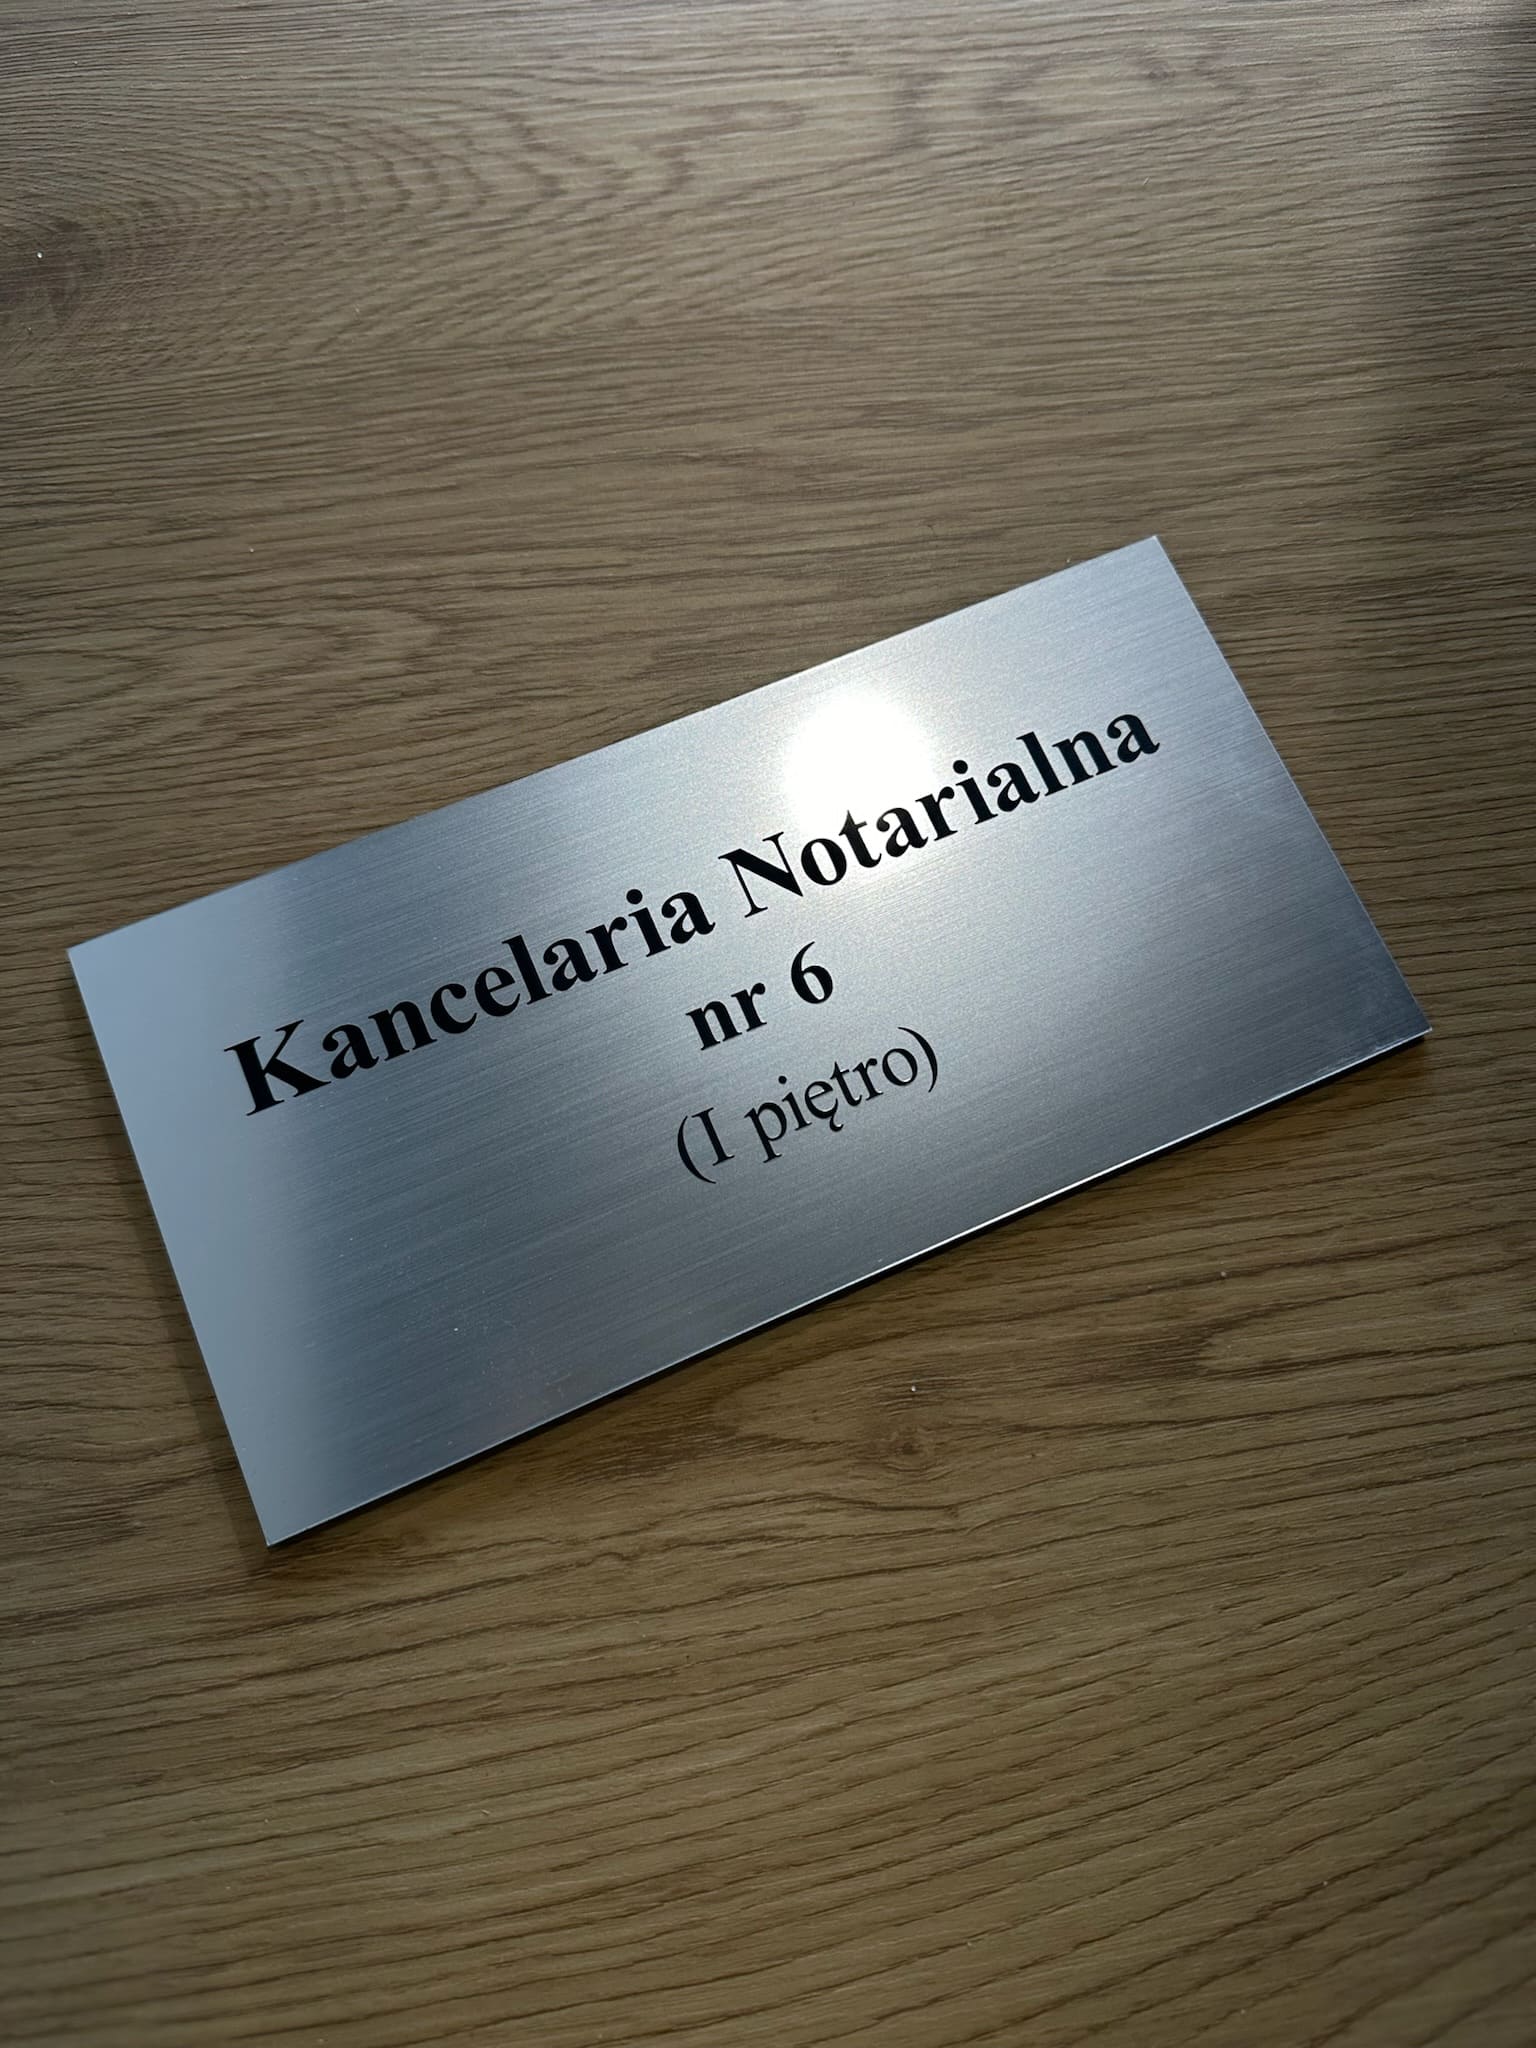 Kancelaria Notarialna
nr 6
(I piętro)